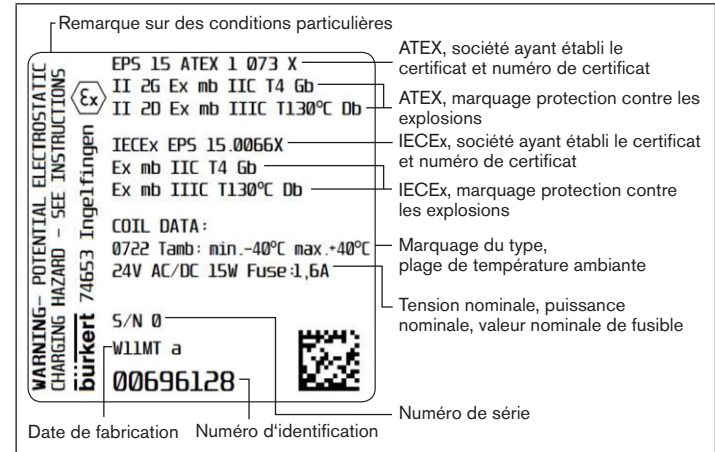 Remarque sur des conditions particulières
WARNING- POTENTIAL ELECTROSTATIC
CHARGING HAZARD - SEE INSTRUCTIONS
bürkert 74653 Ingelfingen
Ex
EPS 15 ATEX 1 073 X
II 2G Ex mb IIC T4 Gb
II 2D Ex mb IIIC T130°C Db
IECEx EPS 15.0066X
Ex mb IIC T4 Gb
Ex mb IIIC T130°C Db
COIL DATA:
0722 Tamb: min.-40°C max.+40°C
24V AC/DC 15W Fuse:1,6A
S/N 0
W11MT a
00696128
ATEX, société ayant établi le
certificat et numéro de certificat
ATEX, marquage protection contre les
explosions
IECEx, société ayant établi le certificat
et numéro de certificat
IECEx, marquage protection contre
les explosions
Marquage du type,
plage de température ambiante
Tension nominale, puissance
nominale, valeur nominale de fusible
Numéro de série
Date de fabrication
Numéro d'identification